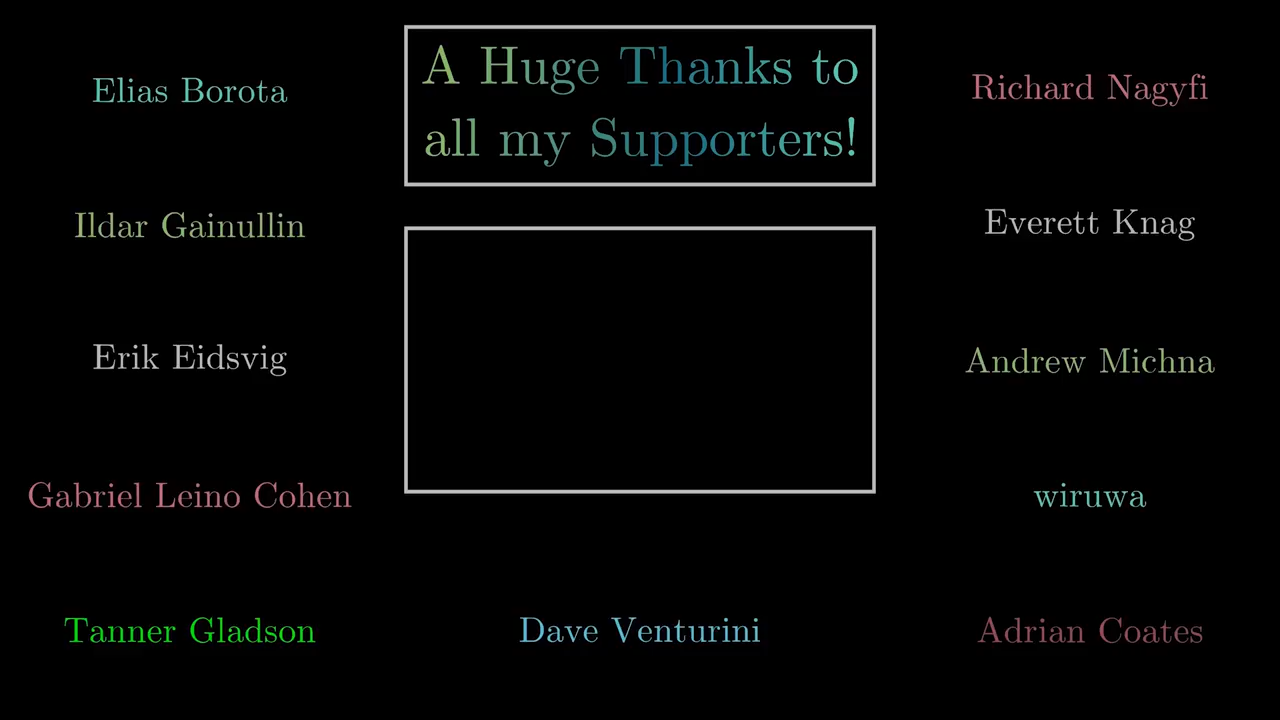 A Huge Thanks to
all my Supporters!
Elias Borota
Richard Nagyfi
Ildar Gainullin
Everett Knag
Erik Eidsvig
Andrew Michna
Gabriel Leino Cohen
wiruwa
Tanner Gladson
Dave Venturini
Adrian Coates